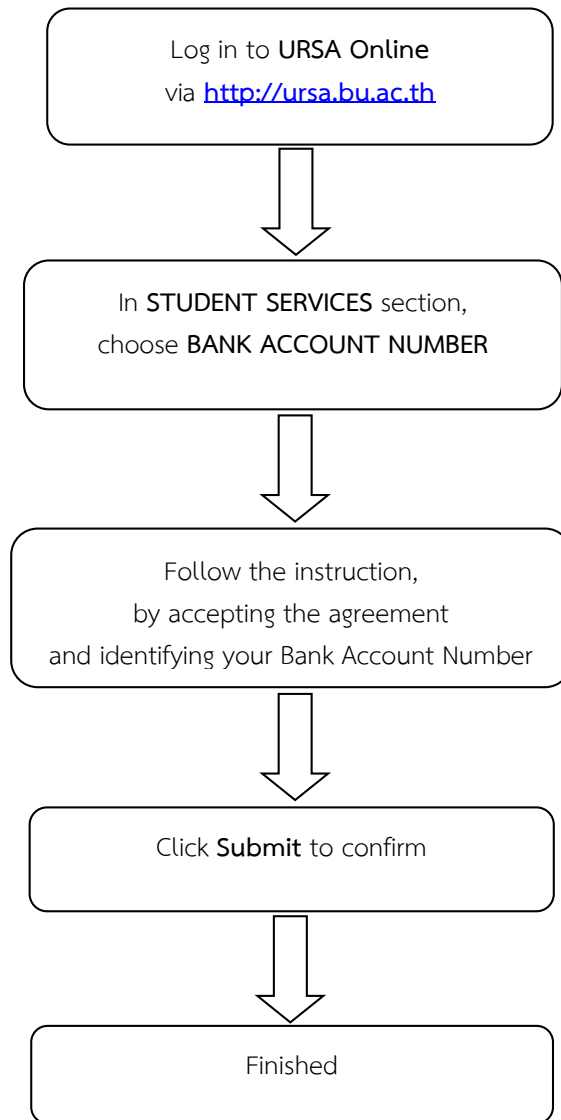 Log in to URSA Online
via http://ursa.bu.ac.th
In STUDENT SERVICES section,
choose BANK ACCOUNT NUMBER
Follow the instruction,
by accepting the agreement
and identifying your Bank Account Number
Click Submit to confirm
Finished